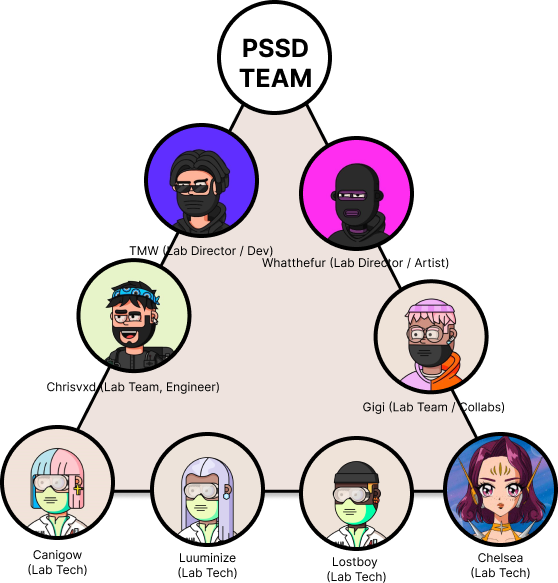 PSSD
TEAM
TMW (Lab Director / Dev)
Whatthefur (Lab Director / Artist)
Chrisvxd (Lab Team, Engineer)
Gigi (Lab Team / Collabs)
Canigow
(Lab Tech)
Luuminize
(Lab Tech)
Lostboy
(Lab Tech)
Chelsea
(Lab Tech)